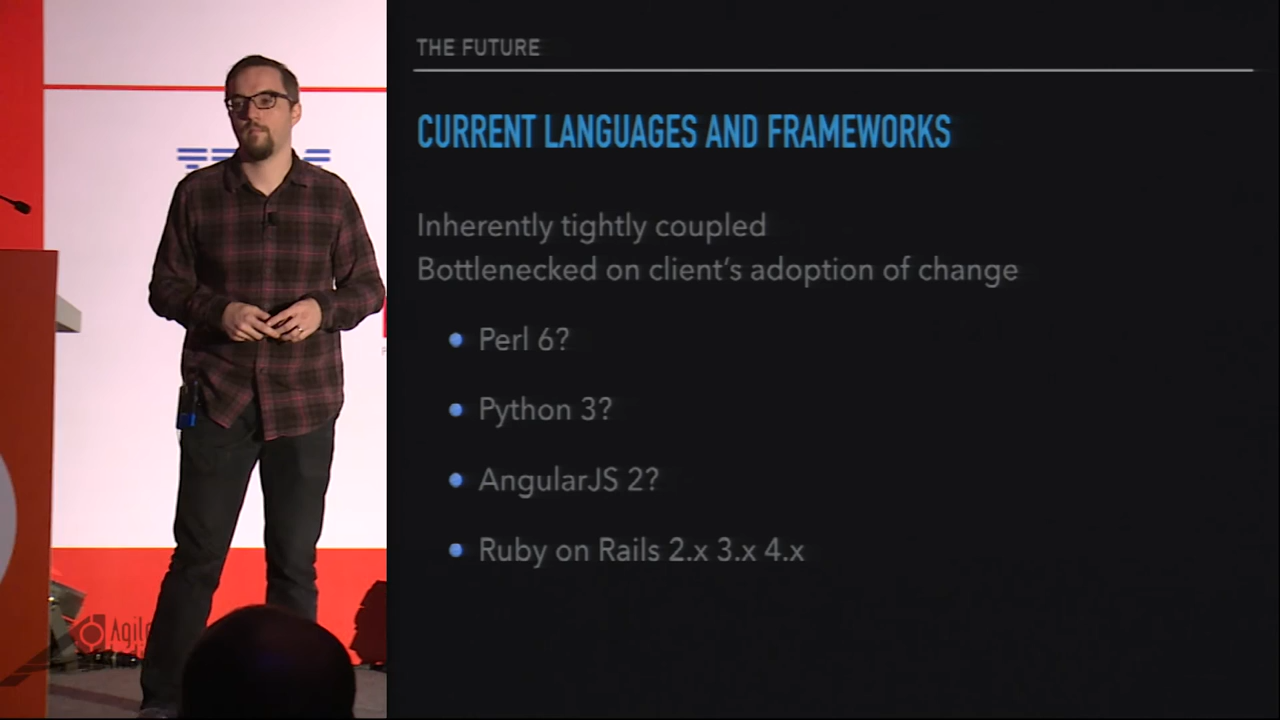 THE FUTURE
CURRENT LANGUAGES AND FRAMEWORKS
Inherently tightly coupled
Bottlenecked on client's adoption of change
Perl 6?
Python 3?
AngularJS 2?
Ruby on Rails 2.x 3.x 4.x
Agile